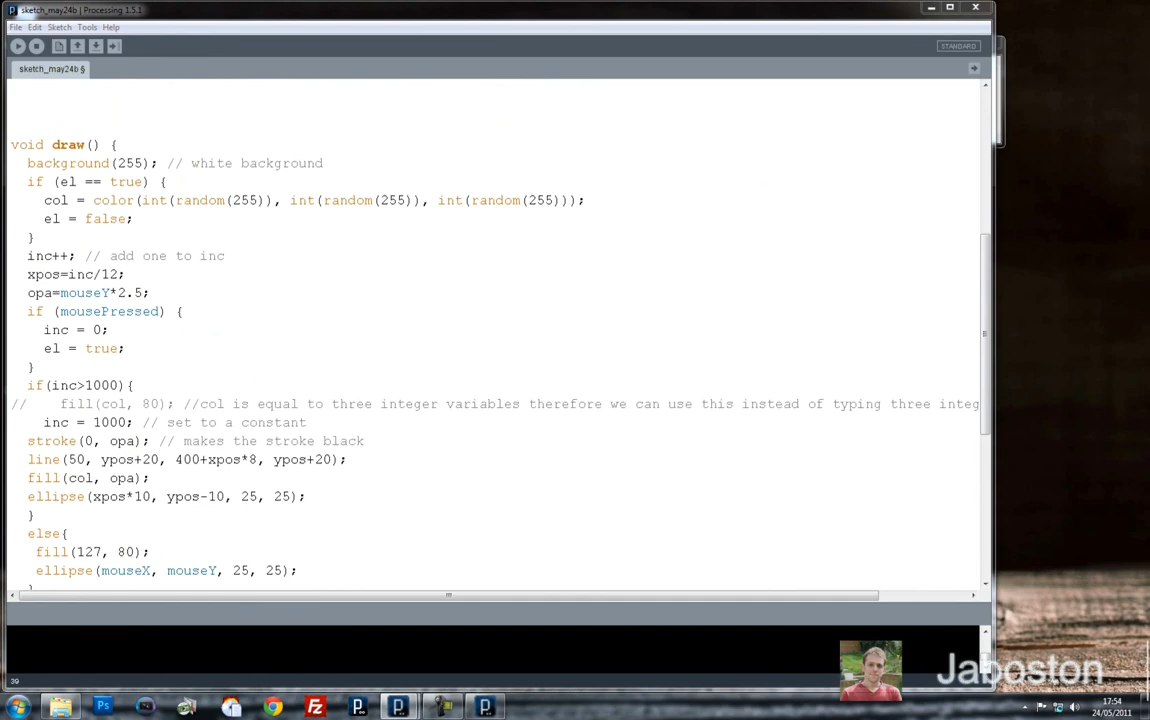 sketch_may24b | Processing 1.5.1
File Edit Sketch Tools Help
STANDARD
sketch_may24b §
void draw() {
background(255); // white background
if (el == true) {
col = color(int(random(255)), int(random(255)), int(random(255)));
el = false;
}
inc++; // add one to inc
xpos=inc/12;
opa=mouseY*2.5;
if (mousePressed) {
inc = 0;
el = true;
}
if(inc>1000){
// fill(col, 80); //col is equal to three integer variables therefore we can use this instead of typing three integ
inc = 1000; // set to a constant
stroke(0, opa); // makes the stroke black
line(50, ypos+20, 400+xpos*8, ypos+20);
fill(col, opa);
ellipse(xpos*10, ypos-10, 25, 25);
}
else{
fill(127, 80);
ellipse(mouseX, mouseY, 25, 25);
}
39
Jaboston
17:54
24/05/2011